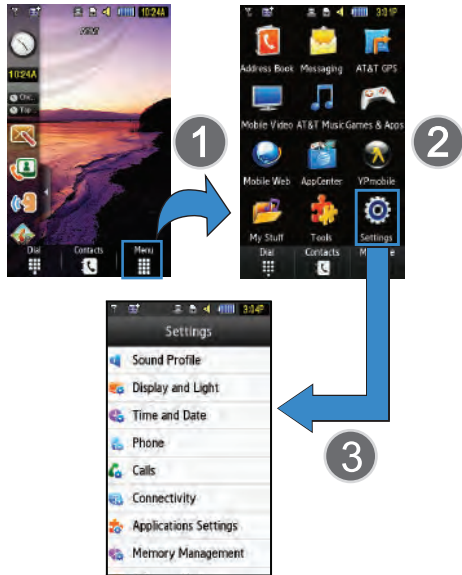 10:24A
10:24A
Dial Contacts Menu
1
3:01P
Address Book Messaging AT&T GPS
Mobile Video AT&T Music Games & Apps
Mobile Web AppCenter YPmobile
My Stuff Tools Settings
Dial Contacts
2
3:04P
Settings
Sound Profile
Display and Light
Time and Date
Phone
Calls
Connectivity
Applications Settings
Memory Management
3